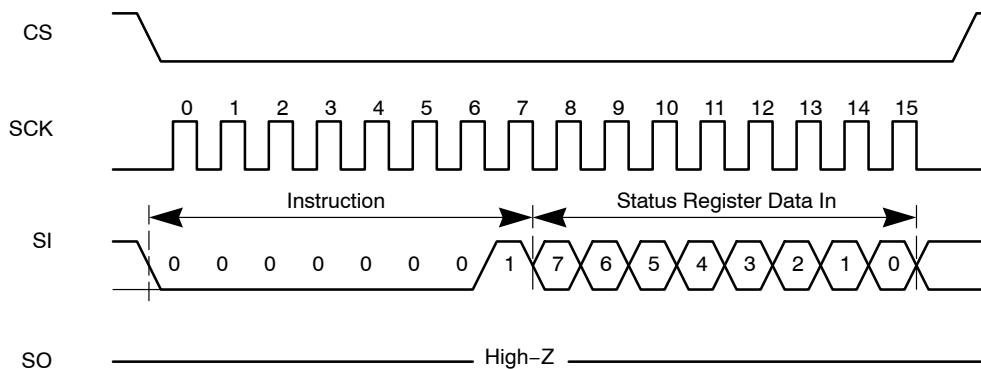 CS
0 1 2 3 4 5 6 7 8 9 10 11 12 13 14 15
SCK
Instruction Status Register Data In
SI
0 0 0 0 0 0 0 1 7 6 5 4 3 2 1 0
SO High−Z